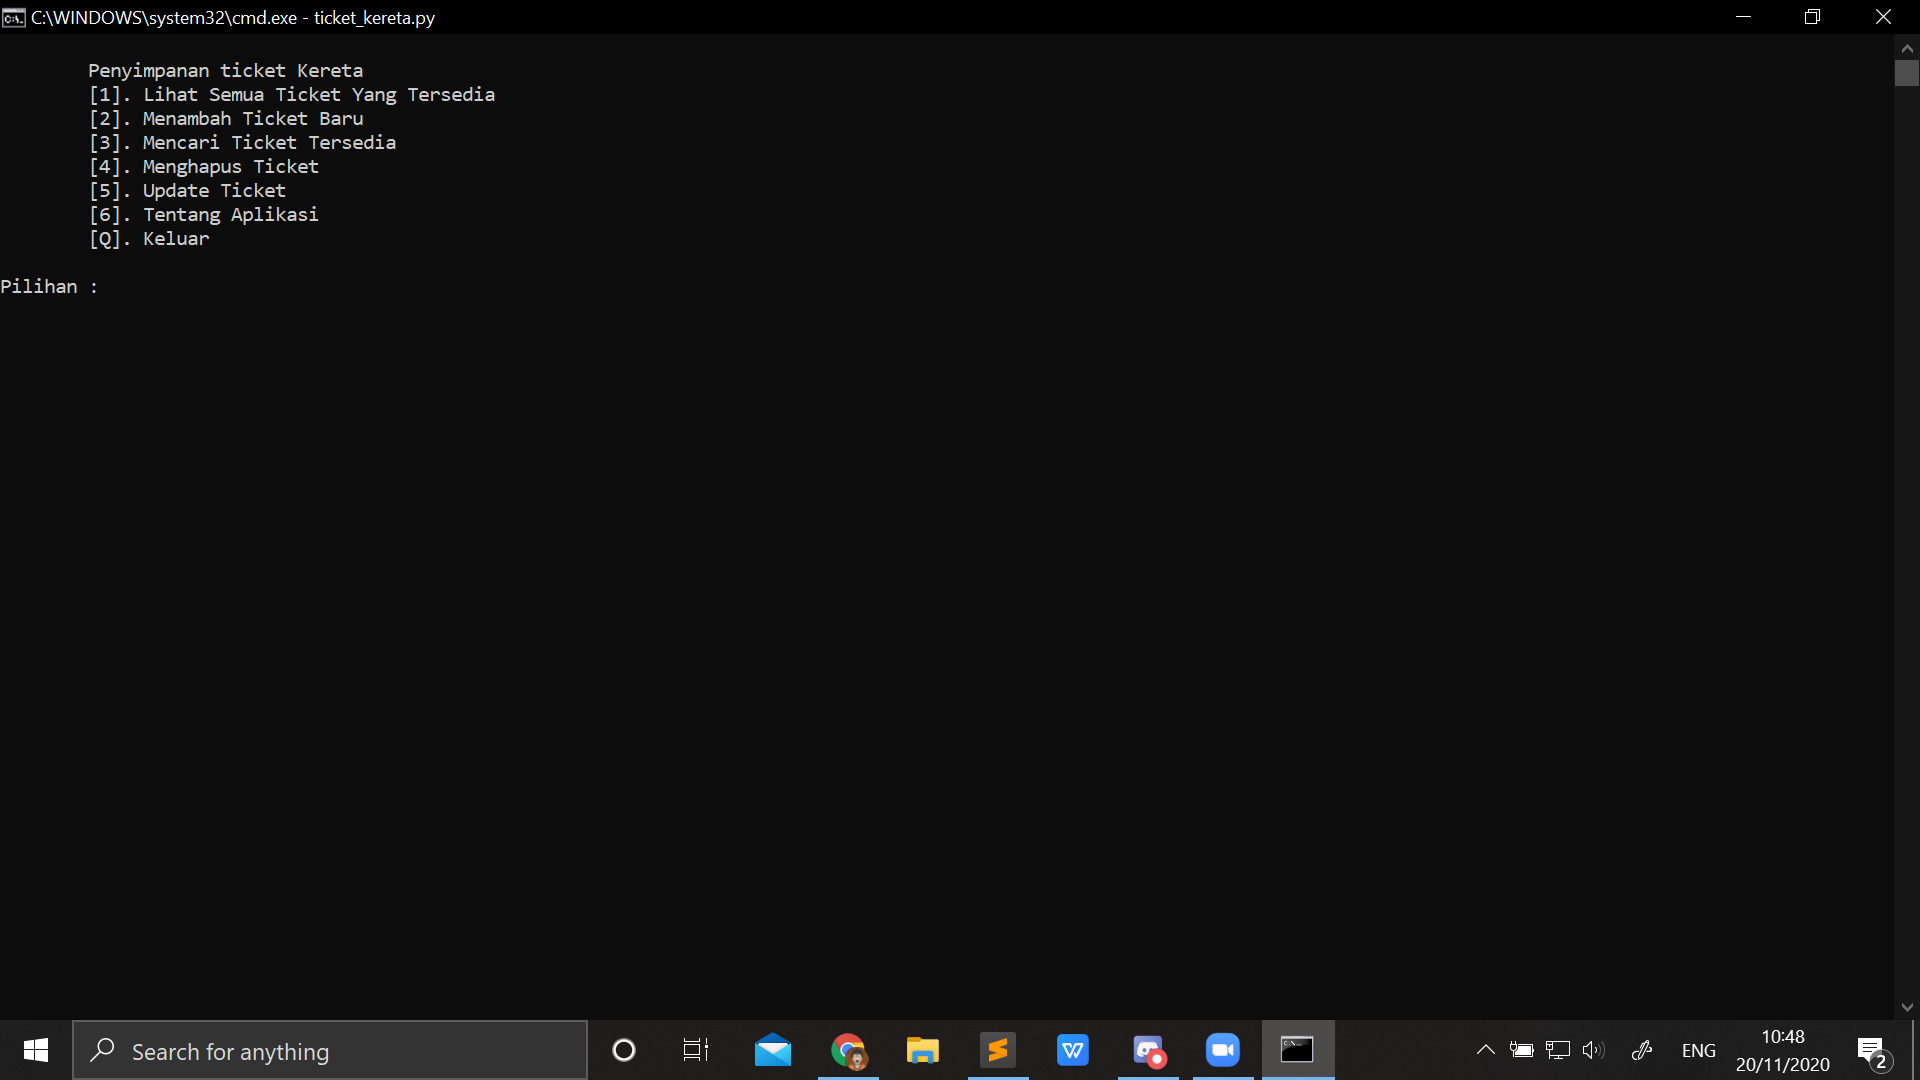 C:\WINDOWS\system32\cmd.exe - ticket_kereta.py
Penyimpanan ticket Kereta
[1]. Lihat Semua Ticket Yang Tersedia
[2]. Menambah Ticket Baru
[3]. Mencari Ticket Tersedia
[4]. Menghapus Ticket
[5]. Update Ticket
[6]. Tentang Aplikasi
[Q]. Keluar
Pilihan :
Search for anything
ENG
10:48
20/11/2020
2